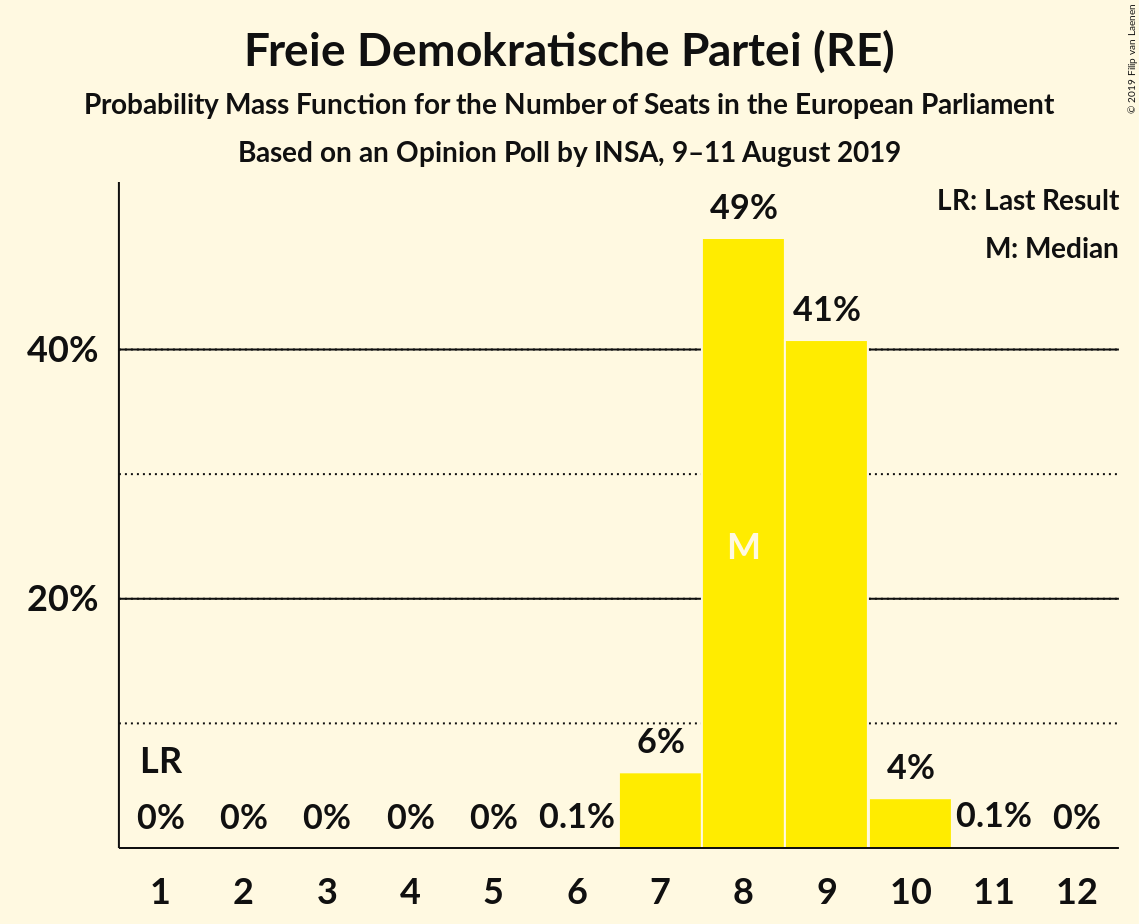 Freie Demokratische Partei (RE)
Probability Mass Function for the Number of Seats in the European Parliament
Based on an Opinion Poll by INSA, 9–11 August 2019
© 2019 Filip van Laenen
LR: Last Result
M: Median
49%
41%
40%
M
20%
6%
LR
4%
0% 0% 0% 0% 0% 0.1% 0.1% 0%
1 2 3 4 5 6 7 8 9 10 11 12